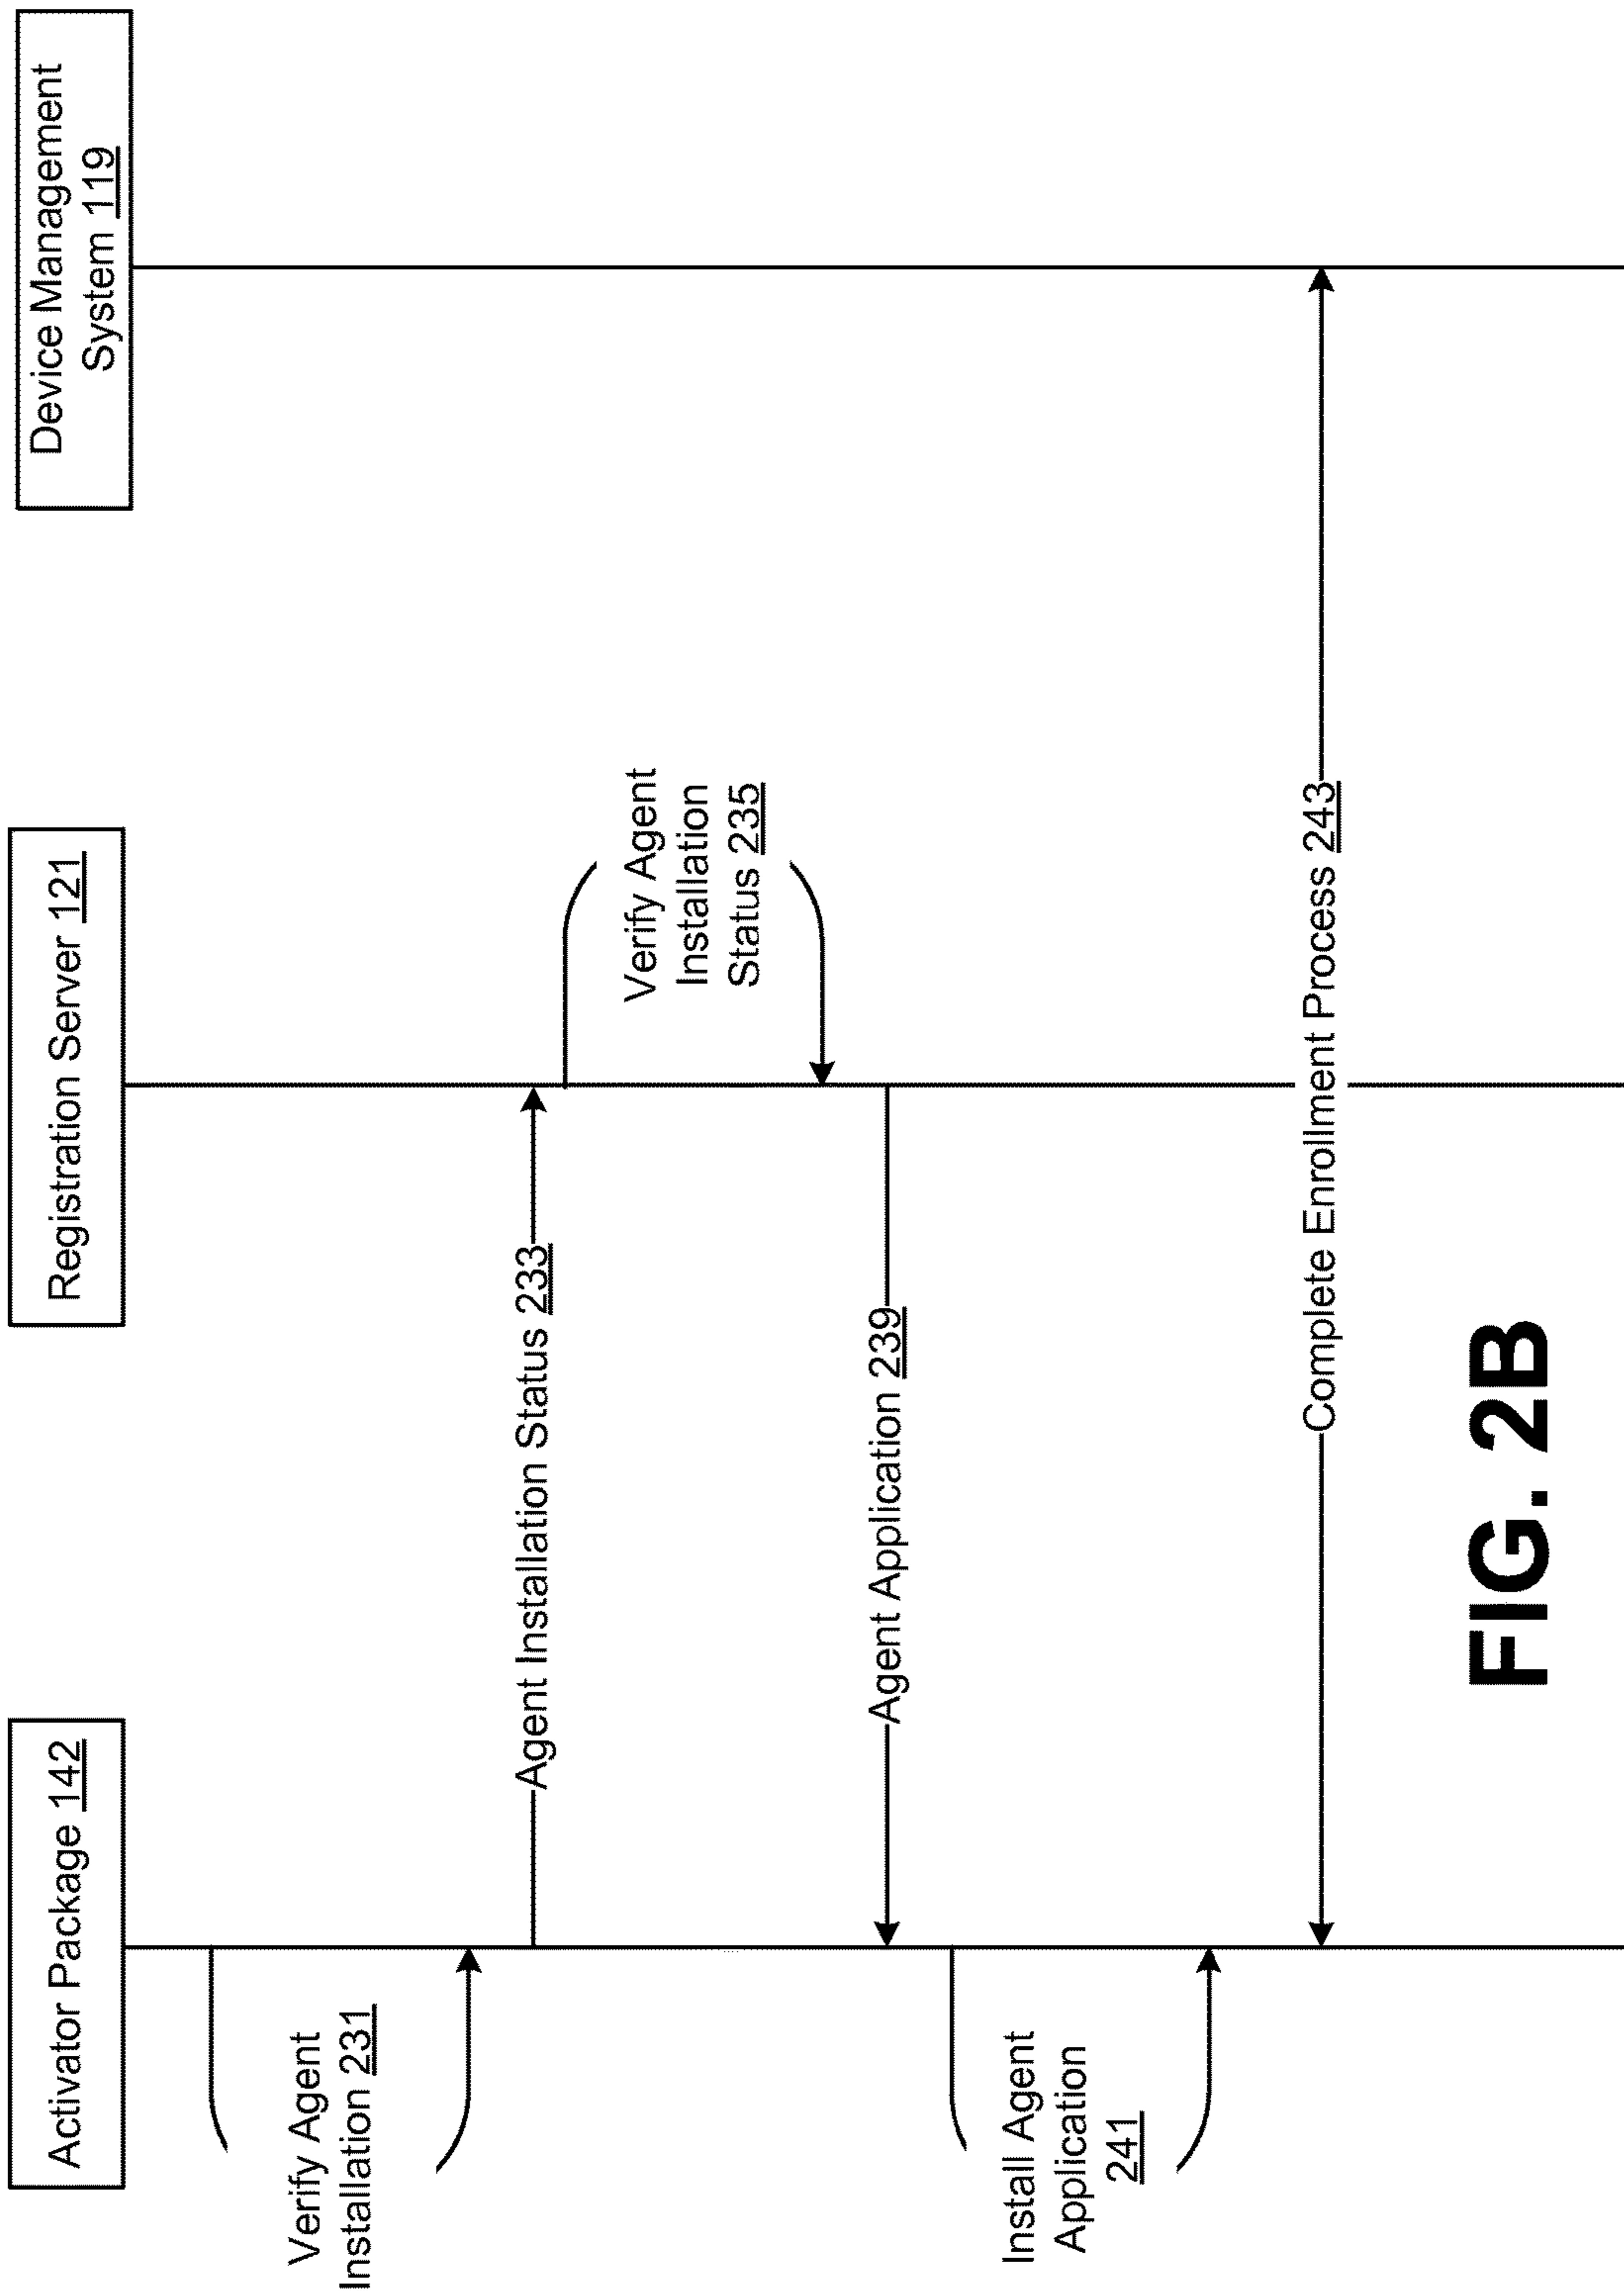 Activator Package 142
Registration Server 121
Device Management
System 119
Verify Agent
Installation 231
Agent Installation Status 233
Verify Agent
Installation
Status 235
Agent Application 239
Install Agent
Application
241
Complete Enrollment Process 243
FIG. 2B